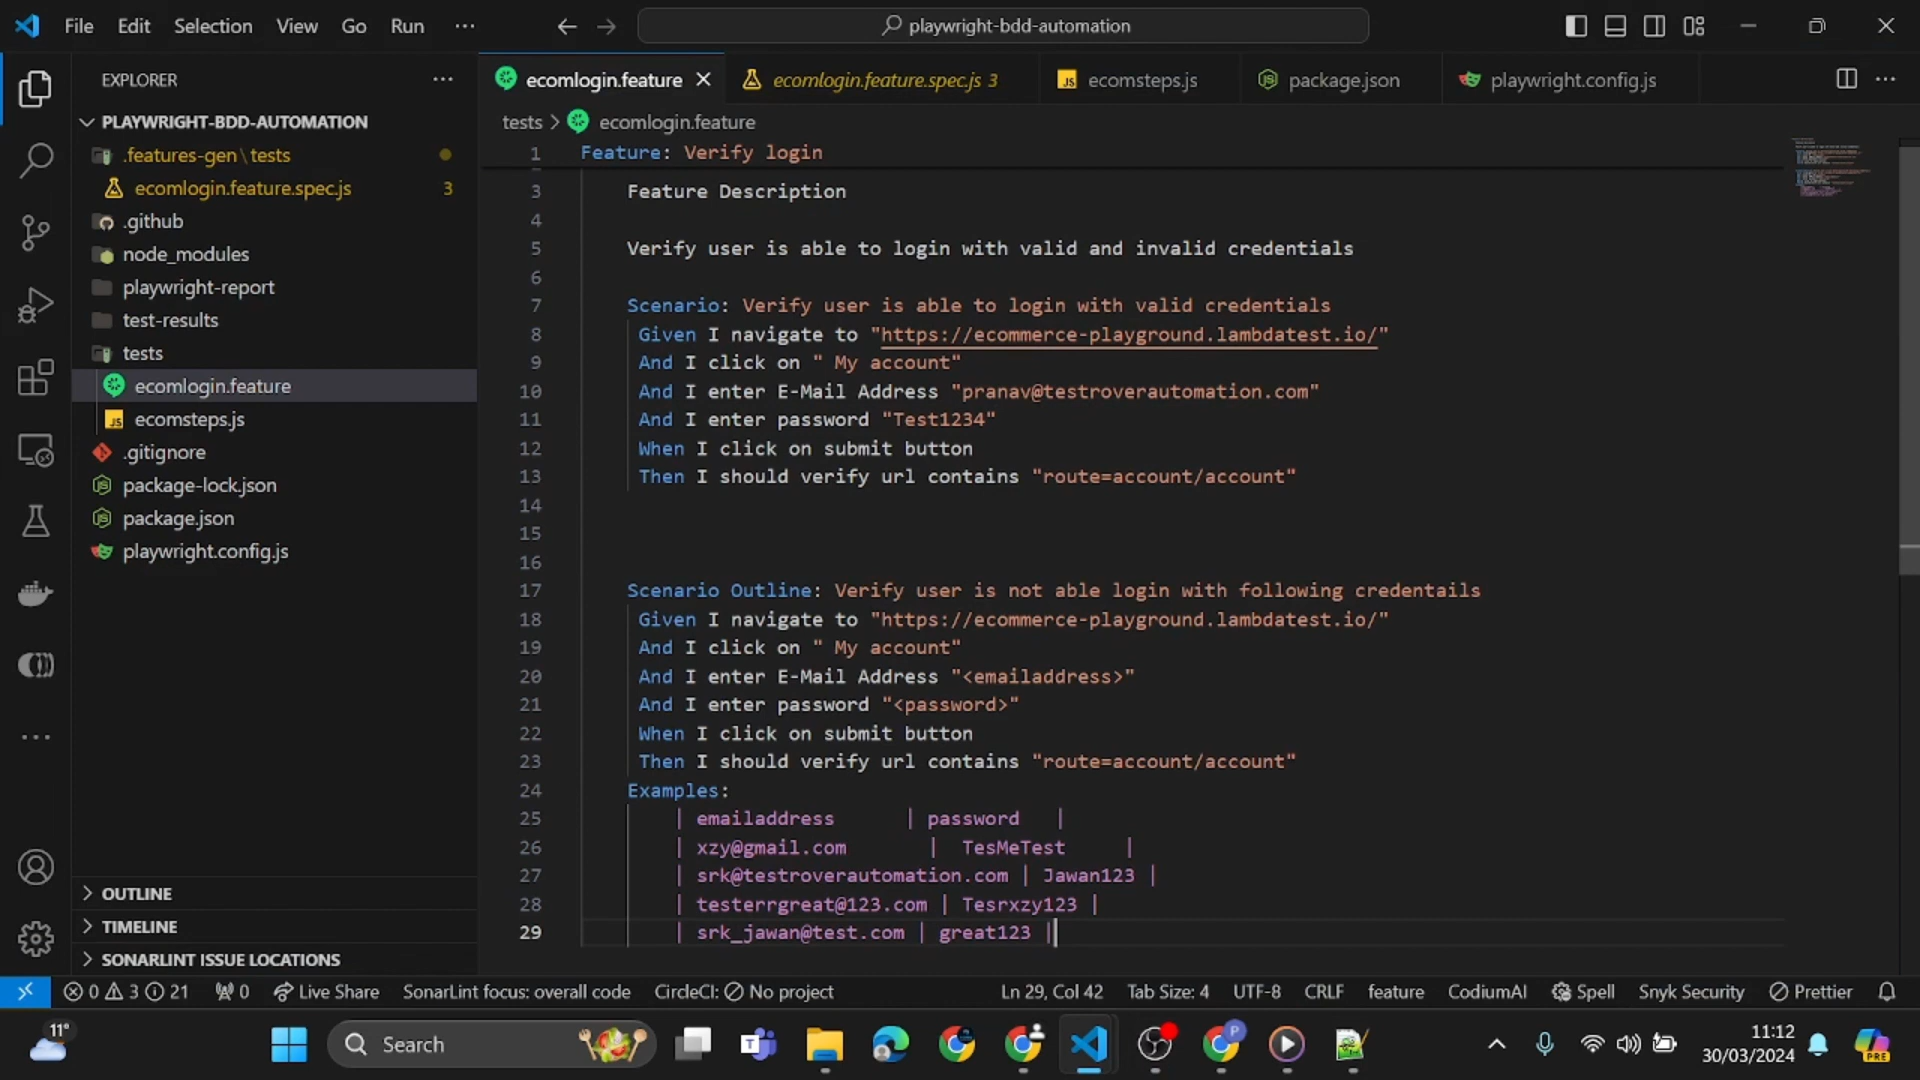 File Edit Selection View Go Run ···
playwright-bdd-automation
EXPLORER
PLAYWRIGHT-BDD-AUTOMATION
.features-gen\tests
ecomlogin.feature.spec.js 3
.github
node_modules
playwright-report
test-results
tests
ecomlogin.feature
ecomsteps.js
.gitignore
package-lock.json
package.json
playwright.config.js
OUTLINE
TIMELINE
SONARLINT ISSUE LOCATIONS
ecomlogin.feature ecomlogin.feature.spec.js 3 ecomsteps.js package.json playwright.config.js
tests > ecomlogin.feature
1 Feature: Verify login
3 Feature Description
4
5 Verify user is able to login with valid and invalid credentials
6
7 Scenario: Verify user is able to login with valid credentials
8 Given I navigate to "https://ecommerce-playground.lambdatest.io/"
9 And I click on " My account"
10 And I enter E-Mail Address "pranav@testroverautomation.com"
11 And I enter password "Test1234"
12 When I click on submit button
13 Then I should verify url contains "route=account/account"
14
15
16
17 Scenario Outline: Verify user is not able login with following credentails
18 Given I navigate to "https://ecommerce-playground.lambdatest.io/"
19 And I click on " My account"
20 And I enter E-Mail Address "<emailaddress>"
21 And I enter password "<password>"
22 When I click on submit button
23 Then I should verify url contains "route=account/account"
24 Examples:
25 | emailaddress | password |
26 | xzy@gmail.com | TesMeTest |
27 | srk@testroverautomation.com | Jawan123 |
28 | testerrgreat@123.com | Tesrxzy123 |
29 | srk_jawan@test.com | great123 |
0 3 21 0 Live Share SonarLint focus: overall code CircleCI: No project Ln 29, Col 42 Tab Size: 4 UTF-8 CRLF feature CodiumAI Spell Snyk Security Prettier
11°
Search
11:12
30/03/2024
PRE